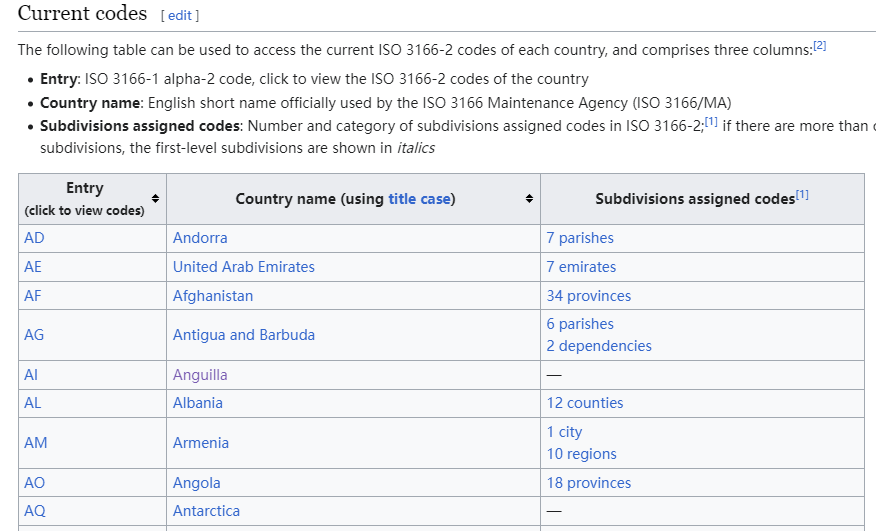 Current codes [ edit ]
The following table can be used to access the current ISO 3166-2 codes of each country, and comprises three columns:[2]
• Entry: ISO 3166-1 alpha-2 code, click to view the ISO 3166-2 codes of the country
• Country name: English short name officially used by the ISO 3166 Maintenance Agency (ISO 3166/MA)
• Subdivisions assigned codes: Number and category of subdivisions assigned codes in ISO 3166-2;[1] if there are more than
subdivisions, the first-level subdivisions are shown in italics
Entry (click to view codes) Country name (using title case) Subdivisions assigned codes[1]
AD Andorra 7 parishes
AE United Arab Emirates 7 emirates
AF Afghanistan 34 provinces
AG Antigua and Barbuda 6 parishes
2 dependencies
AI Anguilla —
AL Albania 12 counties
AM Armenia 1 city
10 regions
AO Angola 18 provinces
AQ Antarctica —